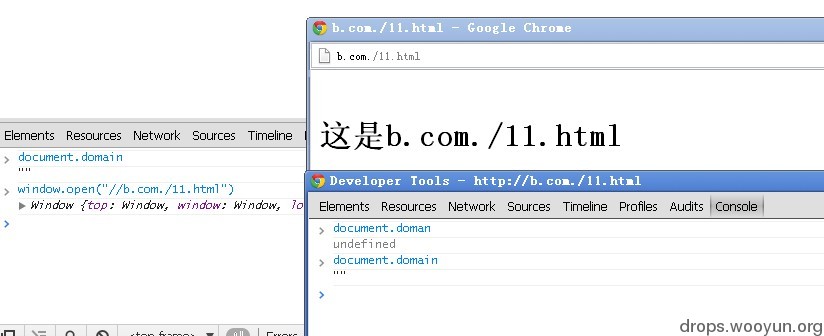 b.com./11.html - Google Chrome
b.com./11.html
这是b.com./11.html
Elements Resources Network Sources Timeline
document.domain
""
window.open("//b.com./11.html")
Window {top: Window, window: Window, lo
Developer Tools - http://b.com./11.html
Elements Resources Network Sources Timeline Profiles Audits Console
document.doman
undefined
document.domain
""
<top frame> Errors
drops.wooyun.org